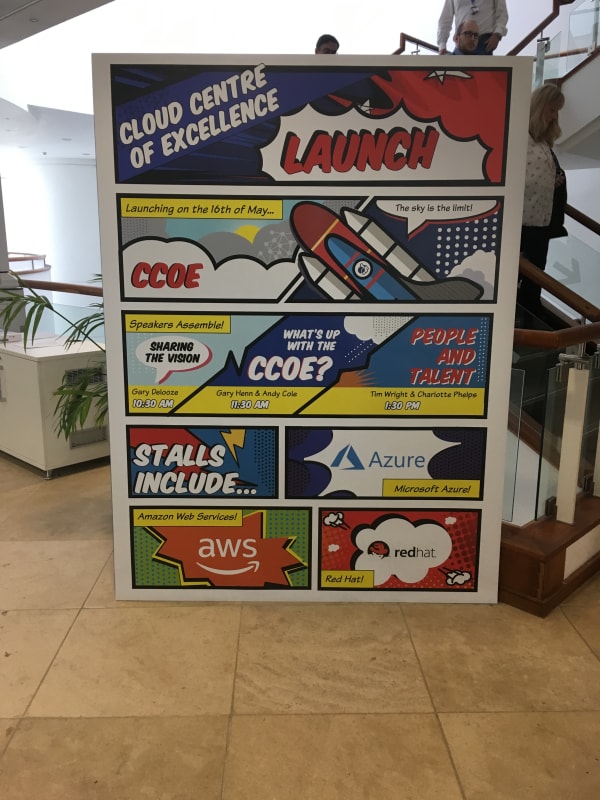 CLOUD CENTRE
OF EXCELLENCE
LAUNCH
Launching on the 16th of May...
The sky is the limit!
CCOE
Speakers Assemble!
SHARING
THE VISION
Gary Delooze
10:30 AM
WHAT'S UP
WITH THE
CCOE?
Gary Henn & Andy Cole
11:30 AM
PEOPLE
AND
TALENT
Tim Wright & Charlotte Phelps
1:30 PM
STALLS
INCLUDE...
Azure
Microsoft Azure!
Amazon Web Services!
aws
redhat.
Red Hat!